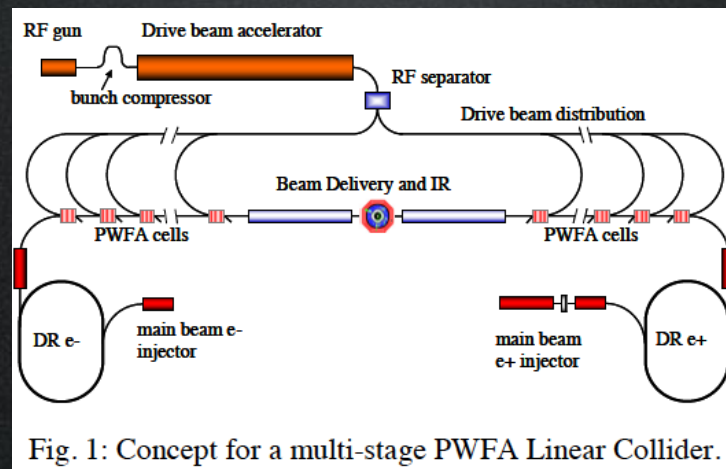 RF gun
Drive beam accelerator
bunch compressor
RF separator
Drive beam distribution
Beam Delivery and IR
PWFA cells
PWFA cells
DR e-
main beam e-
injector
main beam
e+ injector
DR e+
Fig. 1: Concept for a multi-stage PWFA Linear Collider.